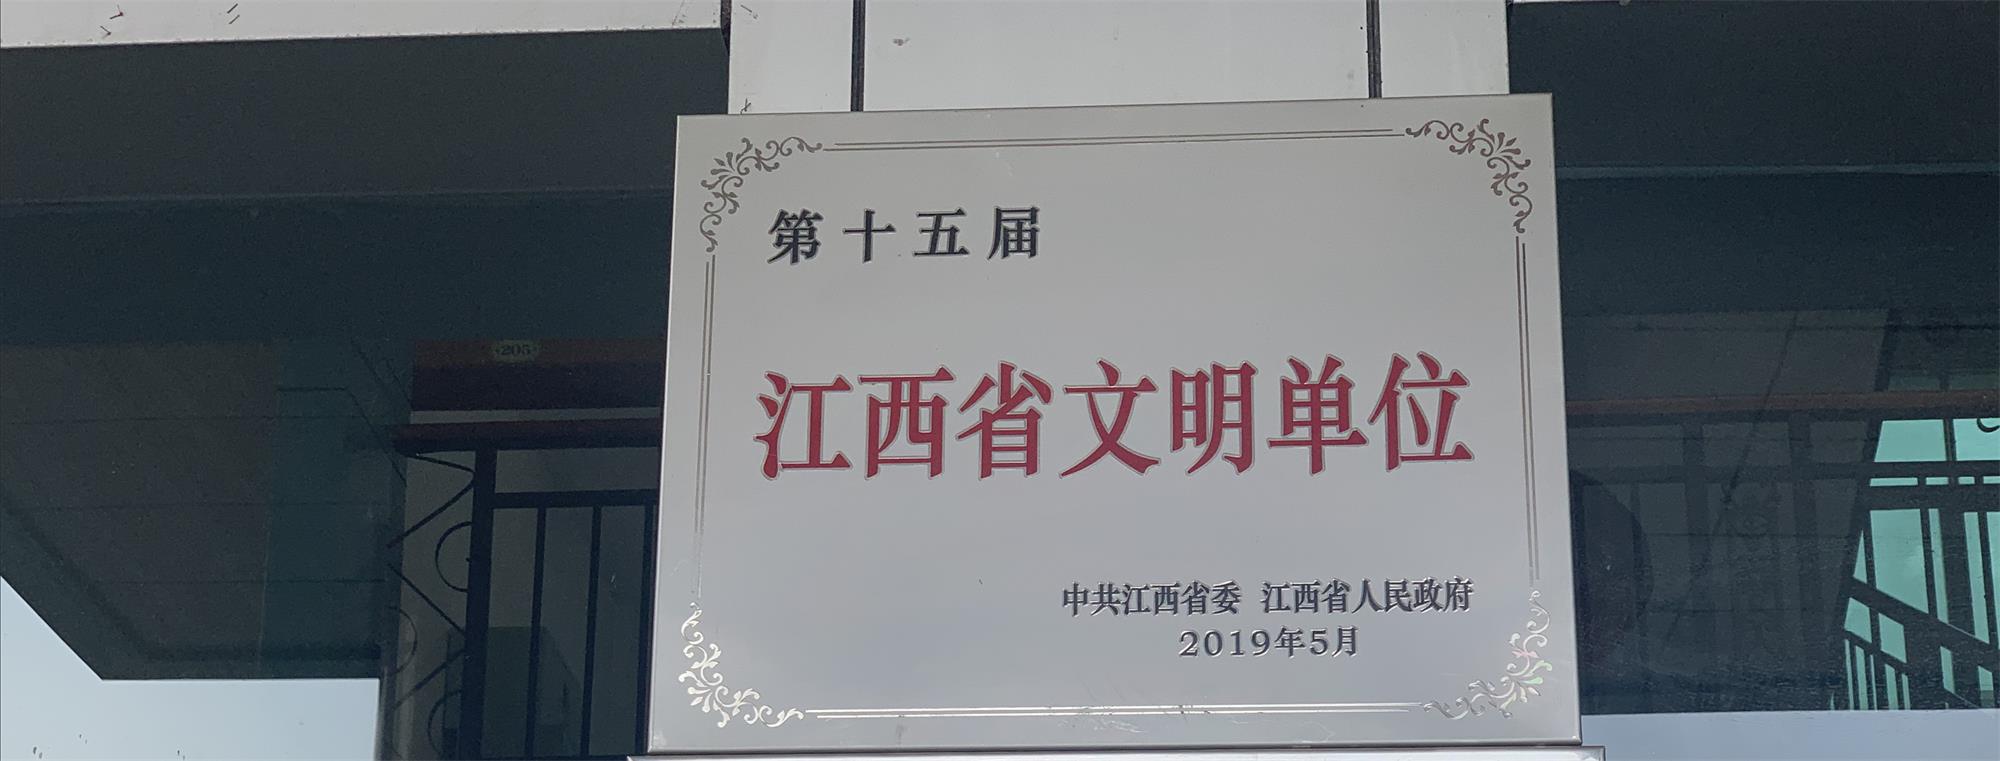 第十五届
205
江西省文明单位
中共江西省委 江西省人民政府
2019年5月